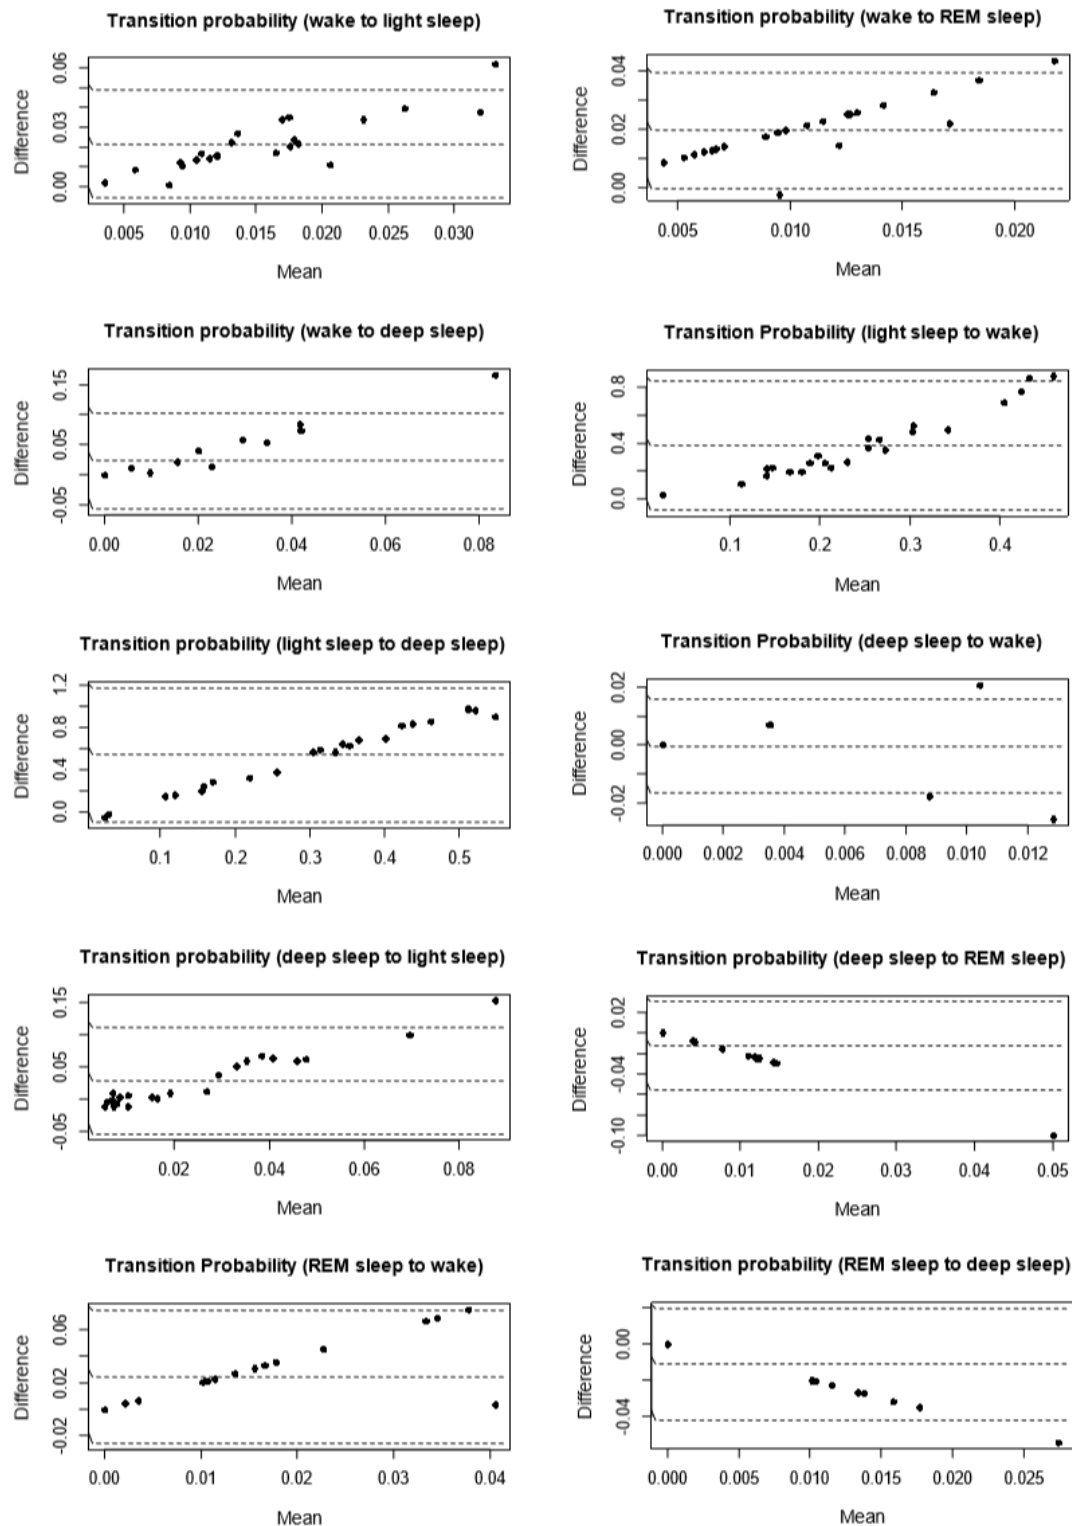 Transition probability (wake to light sleep)
Difference
0.00 0.03 0.06
0.005 0.010 0.015 0.020 0.025 0.030
Mean
Transition probability (wake to REM sleep)
Difference
0.00 0.02 0.04
0.005 0.010 0.015 0.020
Mean
Transition probability (wake to deep sleep)
Difference
-0.05 0.05 0.15
0.00 0.02 0.04 0.06 0.08
Mean
Transition Probability (light sleep to wake)
Difference
0.0 0.4 0.8
0.1 0.2 0.3 0.4
Mean
Transition probability (light sleep to deep sleep)
Difference
0.0 0.4 0.8 1.2
0.1 0.2 0.3 0.4 0.5
Mean
Transition Probability (deep sleep to wake)
Difference
-0.02 0.00 0.02
0.000 0.002 0.004 0.006 0.008 0.010 0.012
Mean
Transition probability (deep sleep to light sleep)
Difference
-0.05 0.05 0.15
0.02 0.04 0.06 0.08
Mean
Transition probability (deep sleep to REM sleep)
Difference
-0.10 -0.04 0.02
0.00 0.01 0.02 0.03 0.04 0.05
Mean
Transition Probability (REM sleep to wake)
Difference
-0.02 0.02 0.06
0.00 0.01 0.02 0.03 0.04
Mean
Transition probability (REM sleep to deep sleep)
Difference
-0.04 0.00
0.000 0.005 0.010 0.015 0.020 0.025
Mean